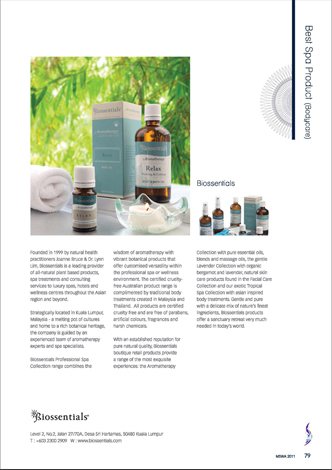 Best Spa Product (Bodycare)
Biossentials
Relax
Founded in 1999 by natural health
practitioners Joanne Bruce & Dr. Lynn
Lim, Biossentials is a leading provider
of all-natural plant based products,
spa treatments and consulting
services to luxury spas, hotels and
wellness centres throughout the Asian
region and beyond.
Strategically located in Kuala Lumpur,
Malaysia - a melting pot of cultures
and home to a rich botanical heritage,
the company is guided by an
experienced team of aromatherapy
experts and spa specialists.
Biossentials Professional Spa
Collection range combines the
wisdom of aromatherapy with
vibrant botanical products that
offer customised versatility within
the professional spa or wellness
environment. The certified cruelty-
free Australian product range is
complimented by traditional body
treatments created in Malaysia and
Thailand. All products are certified
cruelty free and are free of parabens,
artificial colours, fragrances and
harsh chemicals.
With an established reputation for
pure natural quality, Biossentials
boutique retail products provide
a range of the most exquisite
experiences: the Aromatherapy
Collection with pure essential oils,
blends and massage oils, the gentle
Lavender Collection with organic
bergamot and lavender, natural skin
care products found in the Facial Care
Collection and our exotic Tropical
Spa Collection with asian inspired
body treatments. Gentle and pure
with a delicate mix of nature's finest
ingredients, Biossentials products
offer a sanctuary retreat very much
needed in today's world.
Biossentials
Level 2, No.2, Jalan 27/70A, Desa Sri Hartamas, 50480 Kuala Lumpur
T : +603 2300 2909 W : www.biossentials.com
MSWA 2011 79